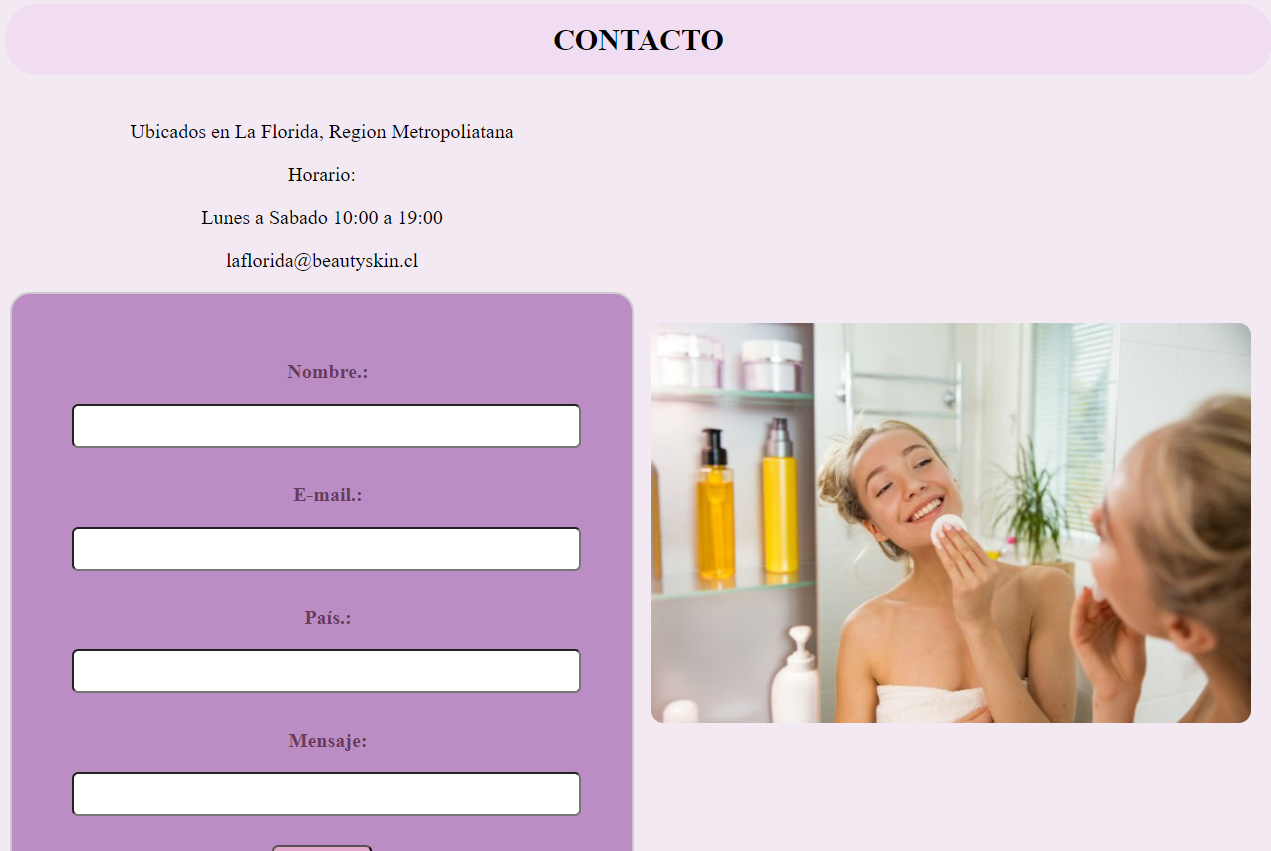 CONTACTO
Ubicados en La Florida, Region Metropoliatana
Horario:
Lunes a Sabado 10:00 a 19:00
laflorida@beautyskin.cl
Nombre.:
E-mail.:
País.:
Mensaje: